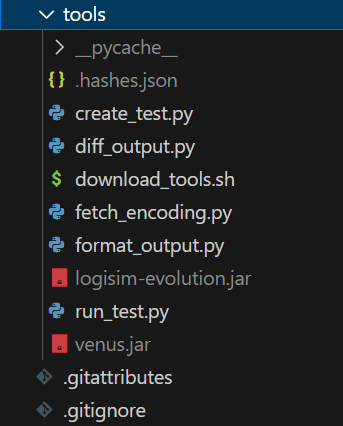 tools
__pycache__
{} .hashes.json
create_test.py
diff_output.py
$ download_tools.sh
fetch_encoding.py
format_output.py
logisim-evolution.jar
run_test.py
venus.jar
.gitattributes
.gitignore